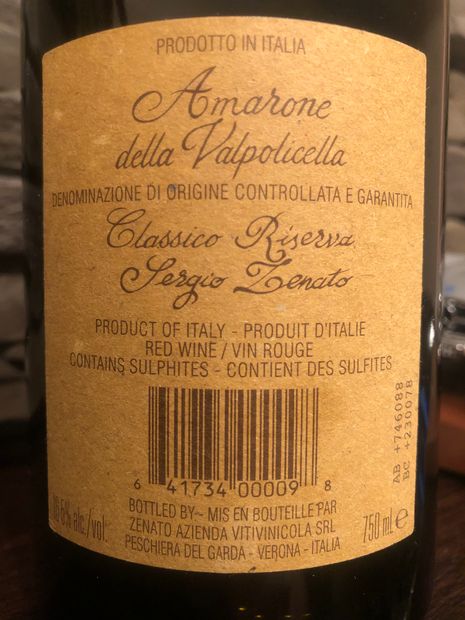 PRODOTTO IN ITALIA
Amarone
della Valpolicella
DENOMINAZIONE DI ORIGINE CONTROLLATA E GARANTITA
Classico Riserva
Sergio Zenato
PRODUCT OF ITALY - PRODUIT D'ITALIE
RED WINE / VIN ROUGE
CONTAINS SULPHITES - CONTIENT DES SULFITES
AB +746088
BC +230078
6 41734 00009 8
alc./vol.
BOTTLED BY ~ MIS EN BOUTEILLE PAR
ZENATO AZIENDA VITIVINICOLA SRL
PESCHIERA DEL GARDA - VERONA - ITALIA
750 ml. e